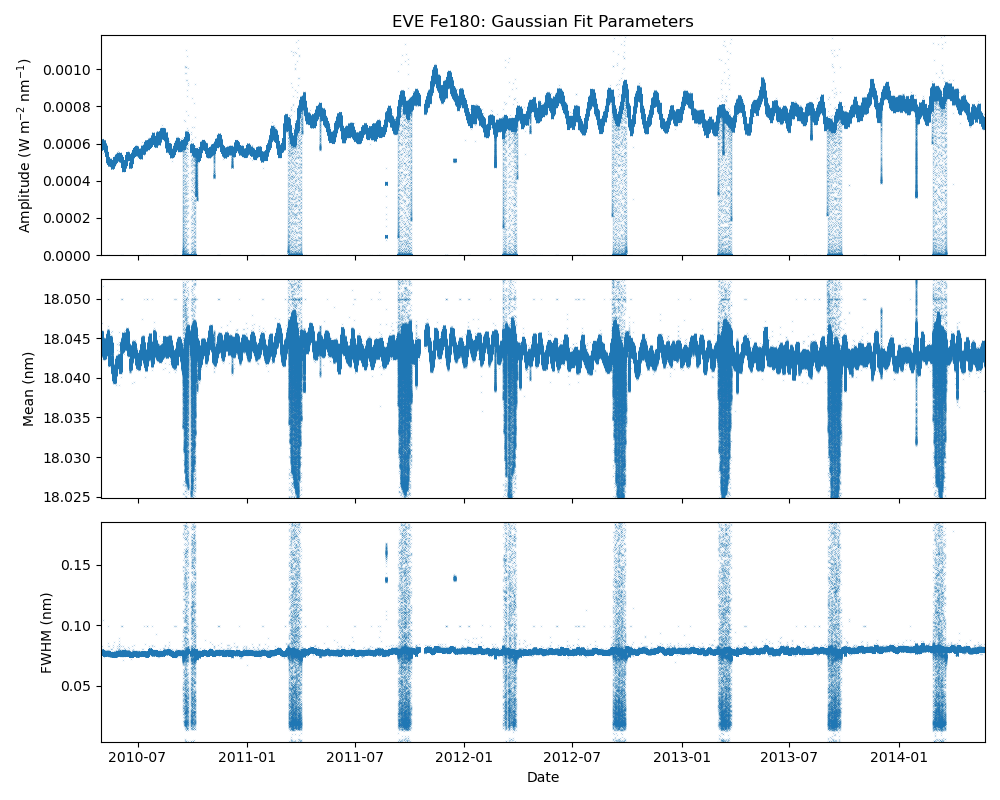 EVE Fe180: Gaussian Fit Parameters
Amplitude (W m⁻² nm⁻¹)
0.0010
0.0008
0.0006
0.0004
0.0002
0.0000
Mean (nm)
18.050
18.045
18.040
18.035
18.030
18.025
FWHM (nm)
0.15
0.10
0.05
2010-07 2011-01 2011-07 2012-01 2012-07 2013-01 2013-07 2014-01
Date